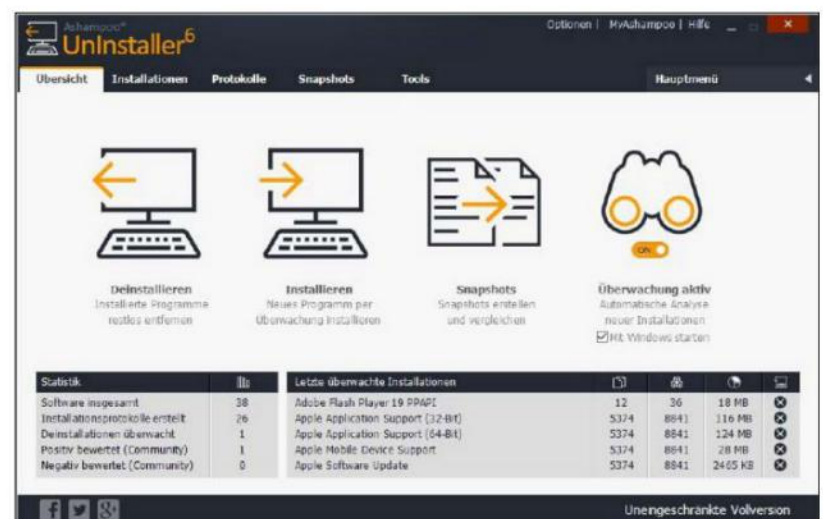 Ashampoo®
UnInstaller 6
Optionen | MyAshampoo | Hilfe
Übersicht Installationen Protokolle Snapshots Tools Hauptmenü
ON
Deinstallieren
Installierte Programme
restlos entfernen
Installieren
Neues Programm per
Überwachung installieren
Snapshots
Snapshots erstellen
und vergleichen
Überwachung aktiv
Automatische Analyse
neuer Installationen
Mit Windows starten
Statistik
Software insgesamt 38
Installationsprotokolle erstellt 26
Deinstallationen überwacht 1
Positiv bewertet (Community) 1
Negativ bewertet (Community) 0
Letzte überwachte Installationen
Adobe Flash Player 19 PPAPI 12 36 18 MB
Apple Application Support (32-Bit) 5374 8841 116 MB
Apple Application Support (64-Bit) 5374 8841 124 MB
Apple Mobile Device Support 5374 8841 28 MB
Apple Software Update 5374 8841 2465 KB
Uneingeschränkte Vollversion